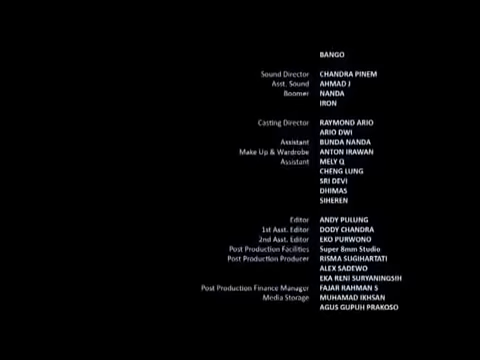 BANGO
Sound Director CHANDRA PINEM
Asst. Sound AHMAD J
Boomer NANDA
IRON
Casting Director RAYMOND ARIO
ARIO DWI
Assistant BUNDA NANDA
Make Up & Wardrobe ANTON IRAWAN
Assistant MELY Q
CHENG LUNG
SRI DEVI
DHIMAS
SIHEREN
Editor ANDY PULUNG
1st Asst. Editor DODY CHANDRA
2nd Asst. Editor EKO PURWONO
Post Production Facilities Super 8mm Studio
Post Production Producer RISMA SUGIHARTATI
ALEX SADEWO
EKA RENI SURYANINGSIH
Post Production Finance Manager FAJAR RAHMAN S
Media Storage MUHAMAD IKHSAN
AGUS GUPUH PRAKOSO